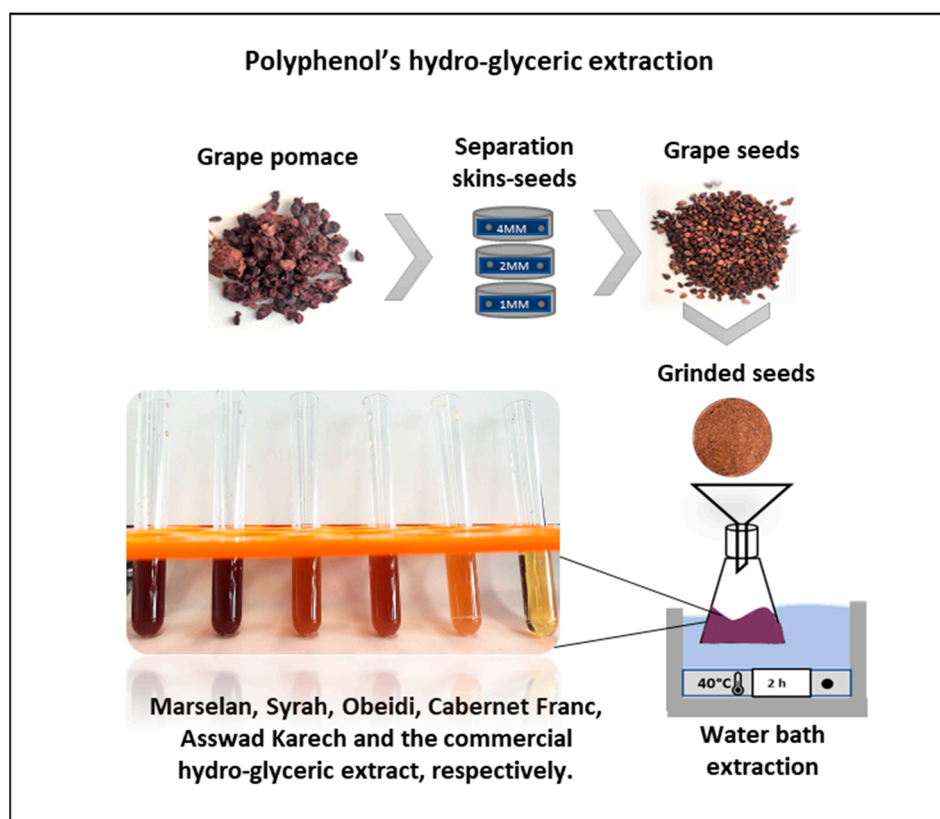 Polyphenol’s hydro-glyceric extraction
Grape pomace
Separation
skins-seeds
Grape seeds
4MM
2MM
1MM
Grinded seeds
40°C
2 h
Water bath
extraction
Marselan, Syrah, Obeidi, Cabernet Franc,
Asswad Karech and the commercial
hydro-glyceric extract, respectively.